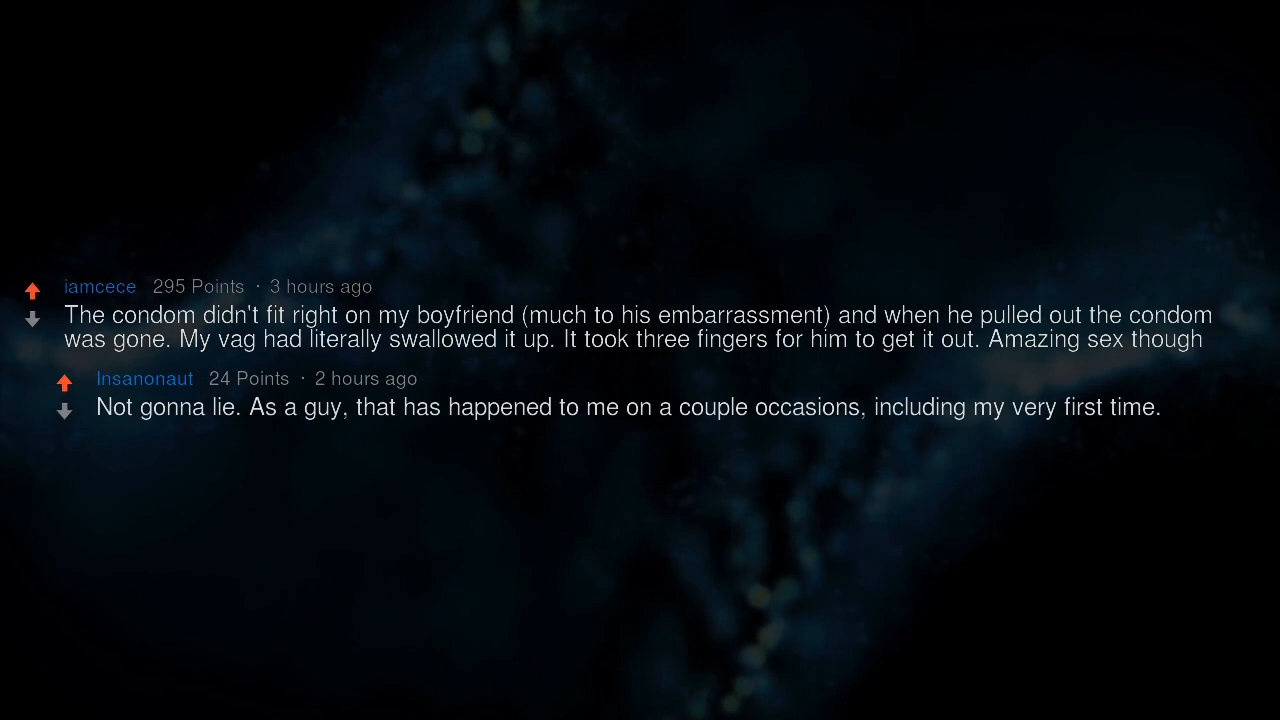 iamcece 295 Points · 3 hours ago
The condom didn't fit right on my boyfriend (much to his embarrassment) and when he pulled out the condom
was gone. My vag had literally swallowed it up. It took three fingers for him to get it out. Amazing sex though
Insanonaut 24 Points · 2 hours ago
Not gonna lie. As a guy, that has happened to me on a couple occasions, including my very first time.